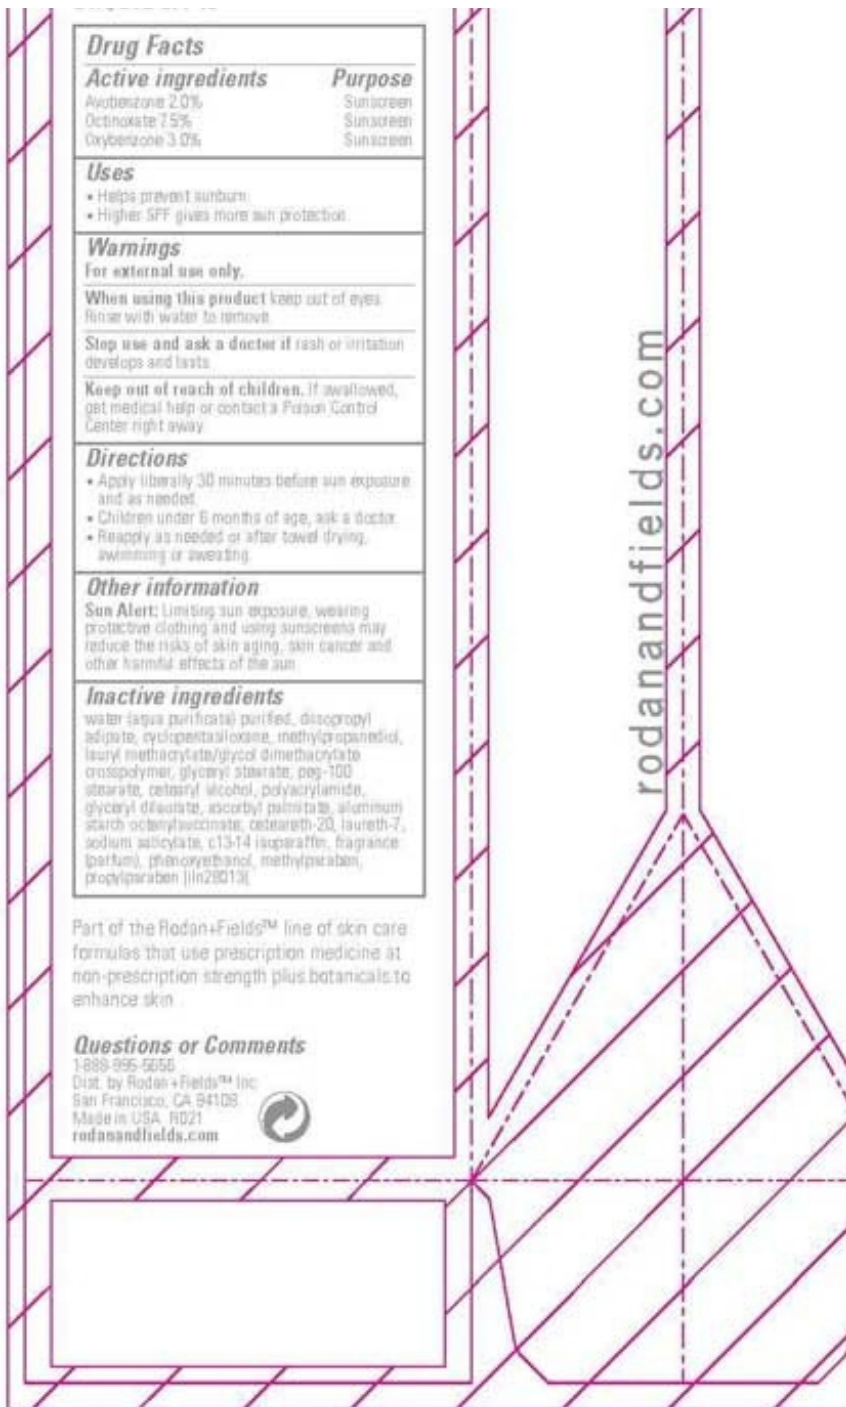 Drug Facts
Active ingredients Purpose
Avobenzone 2.0% Sunscreen
Octinoxate 7.5% Sunscreen
Oxybenzone 3.0% Sunscreen
Uses
• Helps prevent sunburn.
• Higher SPF gives more sun protection.
Warnings
For external use only.
When using this product keep out of eyes.
Rinse with water to remove.
Stop use and ask a doctor if rash or irritation
develops and lasts.
Keep out of reach of children. If swallowed,
get medical help or contact a Poison Control
Center right away.
Directions
• Apply liberally 30 minutes before sun exposure
and as needed.
• Children under 6 months of age, ask a doctor.
• Reapply as needed or after towel drying,
swimming or sweating.
Other information
Sun Alert: Limiting sun exposure, wearing
protective clothing and using sunscreens may
reduce the risks of skin aging, skin cancer and
other harmful effects of the sun.
Inactive ingredients
water (aqua purificata) purified, diisopropyl
adipate, cyclopentasiloxane, methylpropanediol,
lauryl methacrylate/glycol dimethacrylate
crosspolymer, glyceryl stearate, peg-100
stearate, cetearyl alcohol, polyacrylamide,
glyceryl dilaurate, ascorbyl palmitate, aluminum
starch octenylsuccinate, ceteareth-20, laureth-7,
sodium salicylate, c13-14 isoparaffin, fragrance
(parfum), phenoxyethanol, methylparaben,
propylparaben
Part of the Rodan+Fields™ line of skin care
formulas that use prescription medicine at
non-prescription strength plus botanicals to
enhance skin
Questions or Comments
1-888-995-5656
Dist. by Rodan+Fields™ Inc
San Francisco, CA 94108
Made in USA R021
rodanandfields.com
rodanandfields.com